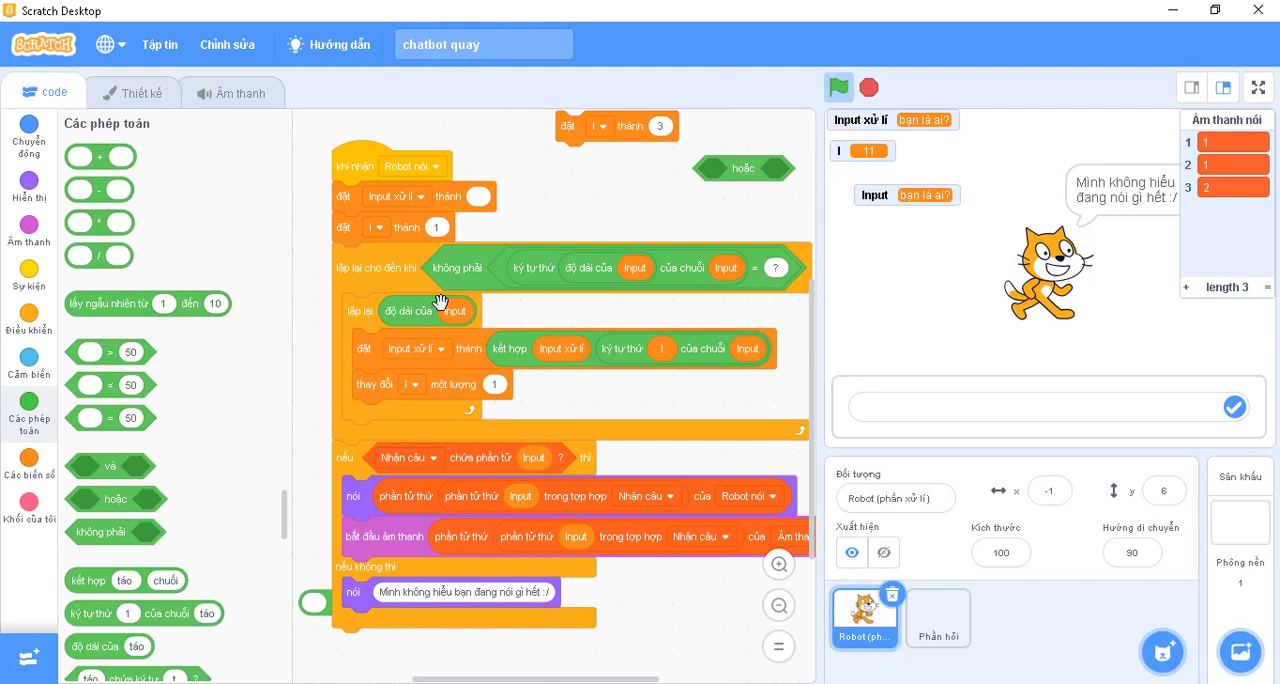 Scratch Desktop
SCRATCH
Tập tin
Chỉnh sửa
Hướng dẫn
chatbot quay
code
Thiết kế
Âm thanh
Chuyển động
Hiển thị
Âm thanh
Sự kiện
Điều khiển
Cảm biến
Các phép toán
Các biến số
Khối của tôi
Các phép toán
+
-
*
/
lấy ngẫu nhiên từ 1 đến 10
> 50
< 50
= 50
và
hoặc
không phải
kết hợp táo chuối
ký tự thứ 1 của chuỗi táo
độ dài của táo
táo chứa ký tự t ?
đặt I thành 3
hoặc
khi nhận Robot nói
đặt Input xử lí thành
đặt I thành 1
lặp lại cho đến khi không phải ký tự thứ độ dài của Input của chuỗi Input = ?
lặp lại độ dài của Input
đặt Input xử lí thành kết hợp Input xử lí ký tự thứ I của chuỗi Input
thay đổi I một lượng 1
nếu Nhận câu chứa phần tử Input ? thì
nói phần tử thứ phần tử thứ Input trong tợp hợp Nhận câu của Robot nói
bắt đầu âm thanh phần tử thứ phần tử thứ Input trong tợp hợp Nhận câu của Âm tha
nếu không thì
nói Mình không hiểu bạn đang nói gì hết :/
Input xử lí bạn là ai?
I 11
Input bạn là ai?
Âm thanh nói
1 1
2 1
3 2
+ length 3 =
Mình không hiểu
đang nói gì hết :/
Đối tượng
Robot (phần xử lí)
x -1
y 6
Xuất hiện
Kích thước
100
Hướng di chuyển
90
Robot (ph...
Phần hồi
Sân khấu
Phông nền
1